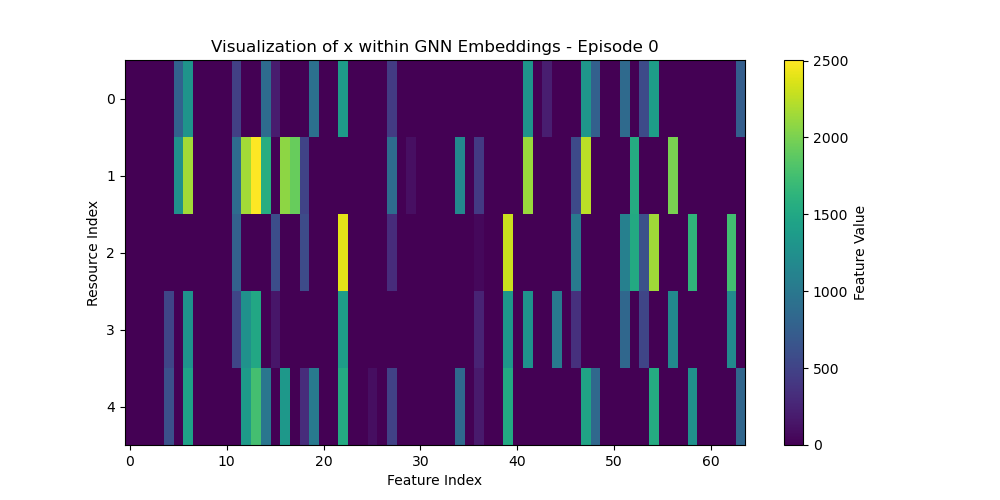 Visualization of x within GNN Embeddings - Episode 0
2500
2000
1500
1000
500
0
Feature Value
Resource Index
0
1
2
3
4
0 10 20 30 40 50 60
Feature Index